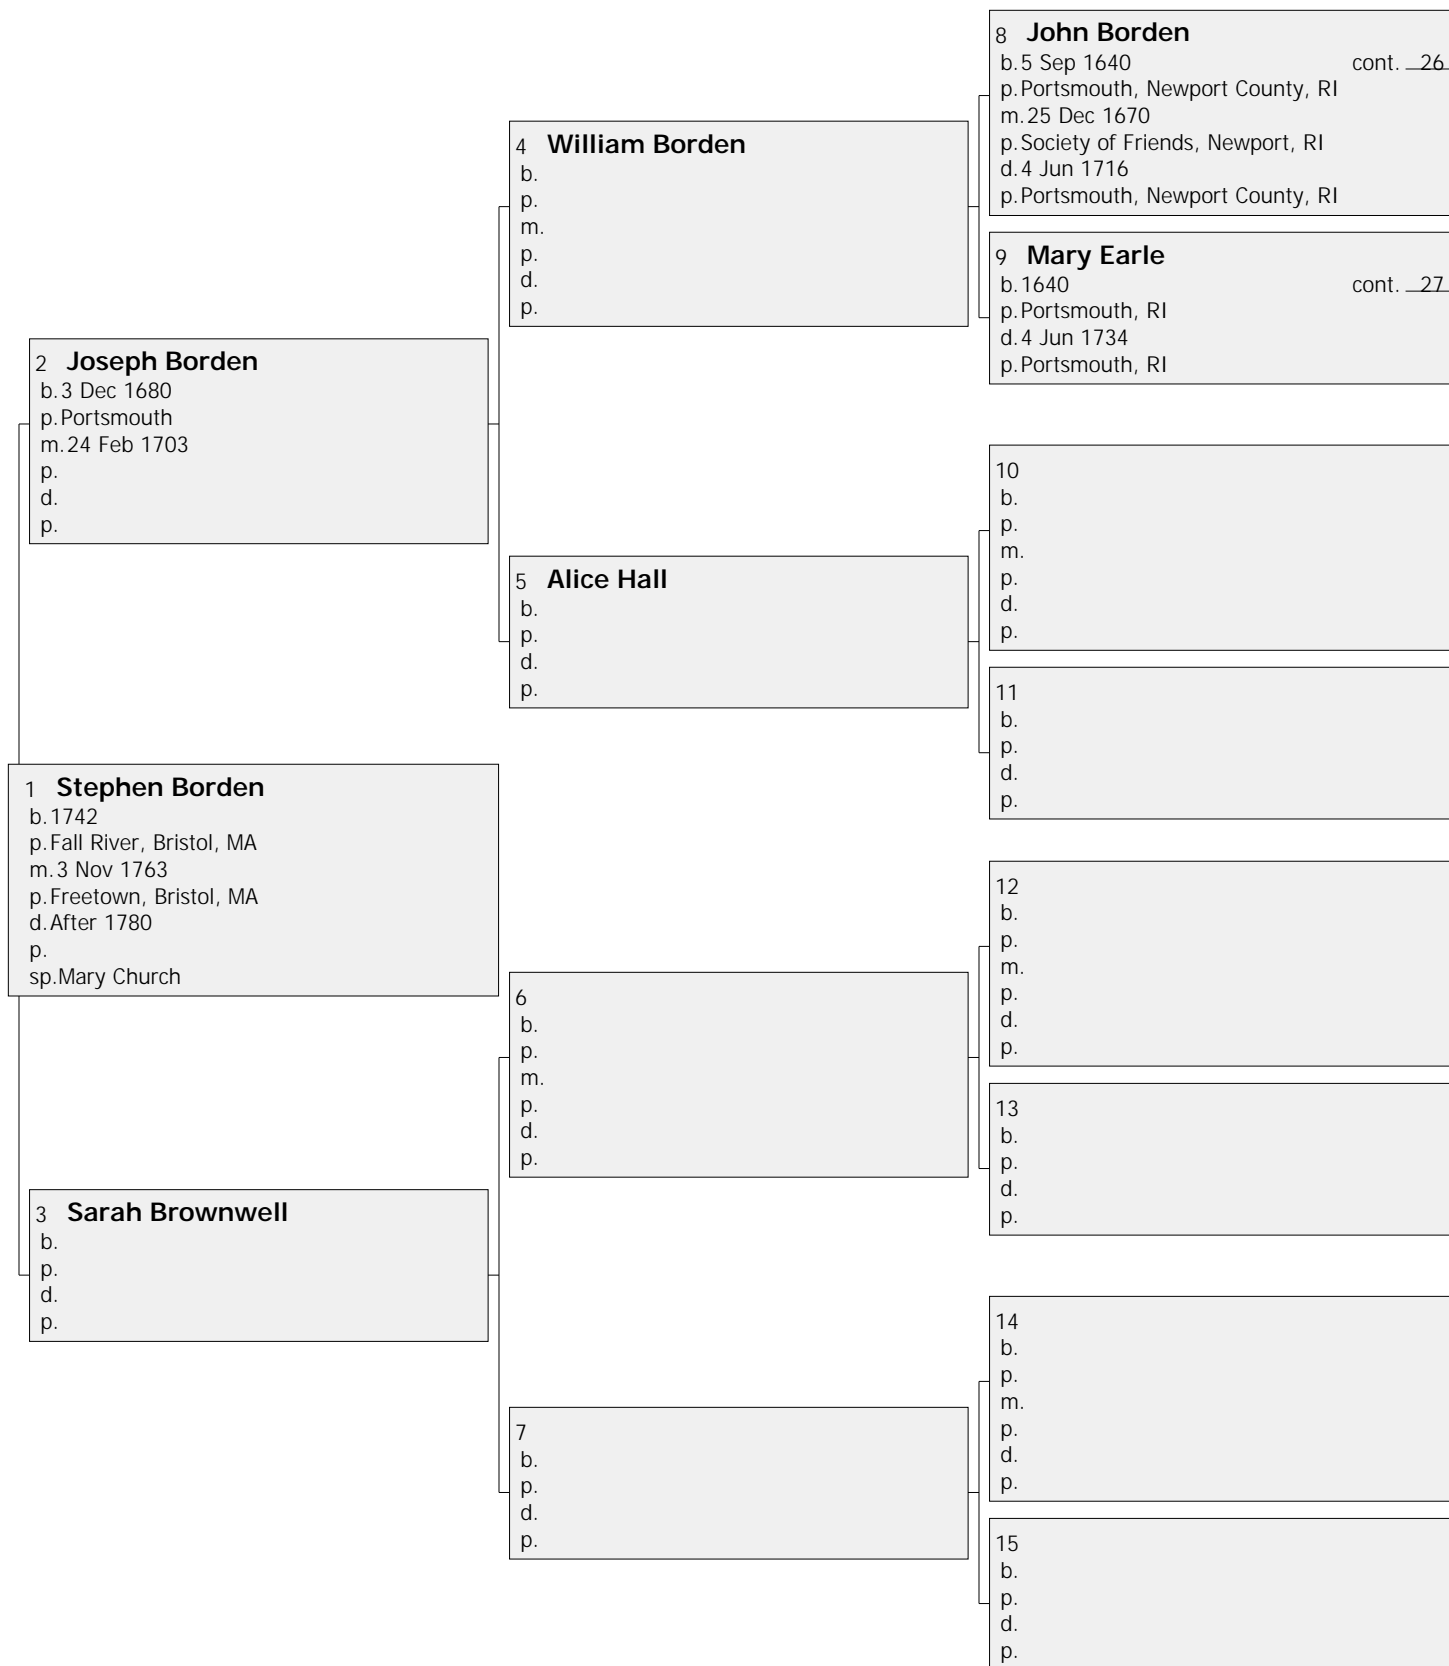 8 John Borden
b.5 Sep 1640 cont. 26
p.Portsmouth, Newport County, RI
m.25 Dec 1670
p.Society of Friends, Newport, RI
d.4 Jun 1716
p.Portsmouth, Newport County, RI
4 William Borden
b.
p.
m.
p.
d.
p.
9 Mary Earle
b.1640 cont. 27
p.Portsmouth, RI
d.4 Jun 1734
p.Portsmouth, RI
2 Joseph Borden
b.3 Dec 1680
p.Portsmouth
m.24 Feb 1703
p.
d.
p.
10
b.
p.
m.
p.
d.
p.
5 Alice Hall
b.
p.
d.
p.
11
b.
p.
d.
p.
1 Stephen Borden
b.1742
p.Fall River, Bristol, MA
m.3 Nov 1763
p.Freetown, Bristol, MA
d.After 1780
p.
sp.Mary Church
12
b.
p.
m.
p.
d.
p.
6
b.
p.
m.
p.
d.
p.
13
b.
p.
d.
p.
3 Sarah Brownwell
b.
p.
d.
p.
14
b.
p.
m.
p.
d.
p.
7
b.
p.
d.
p.
15
b.
p.
d.
p.